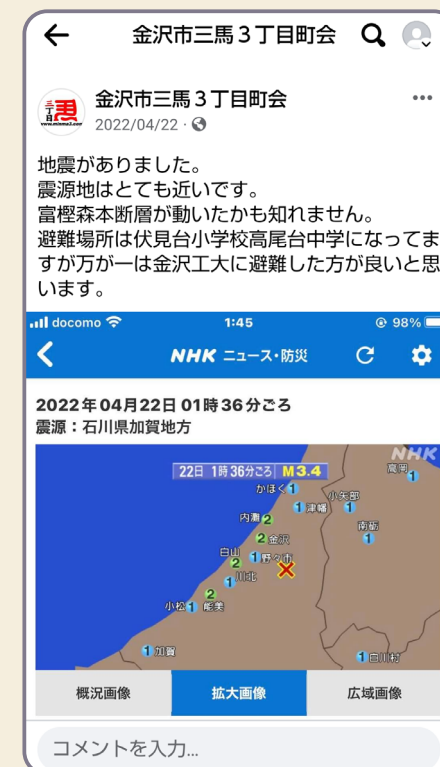 金沢市三馬３丁目町会
金沢市三馬３丁目町会
2022/04/22
地震がありました。
震源地はとても近いです。
富樫森本断層が動いたかも知れません。
避難場所は伏見台小学校高尾台中学になってま
すが万が一は金沢工大に避難した方が良いと思
います。
docomo 1:45 98%
NHK ニュース・防災
2022年04月22日 01時36分ごろ
震源：石川県加賀地方
NHK
22日 1時36分ごろ M3.4
高岡 1
かほく 1
小矢部 1
1 津幡
内灘 2
南砺 1
2 金沢
白山 2
1 野々市
1 川北
2 能美
小松 1
1 加賀
1 白川村
概況画像 拡大画像 広域画像
コメントを入力...